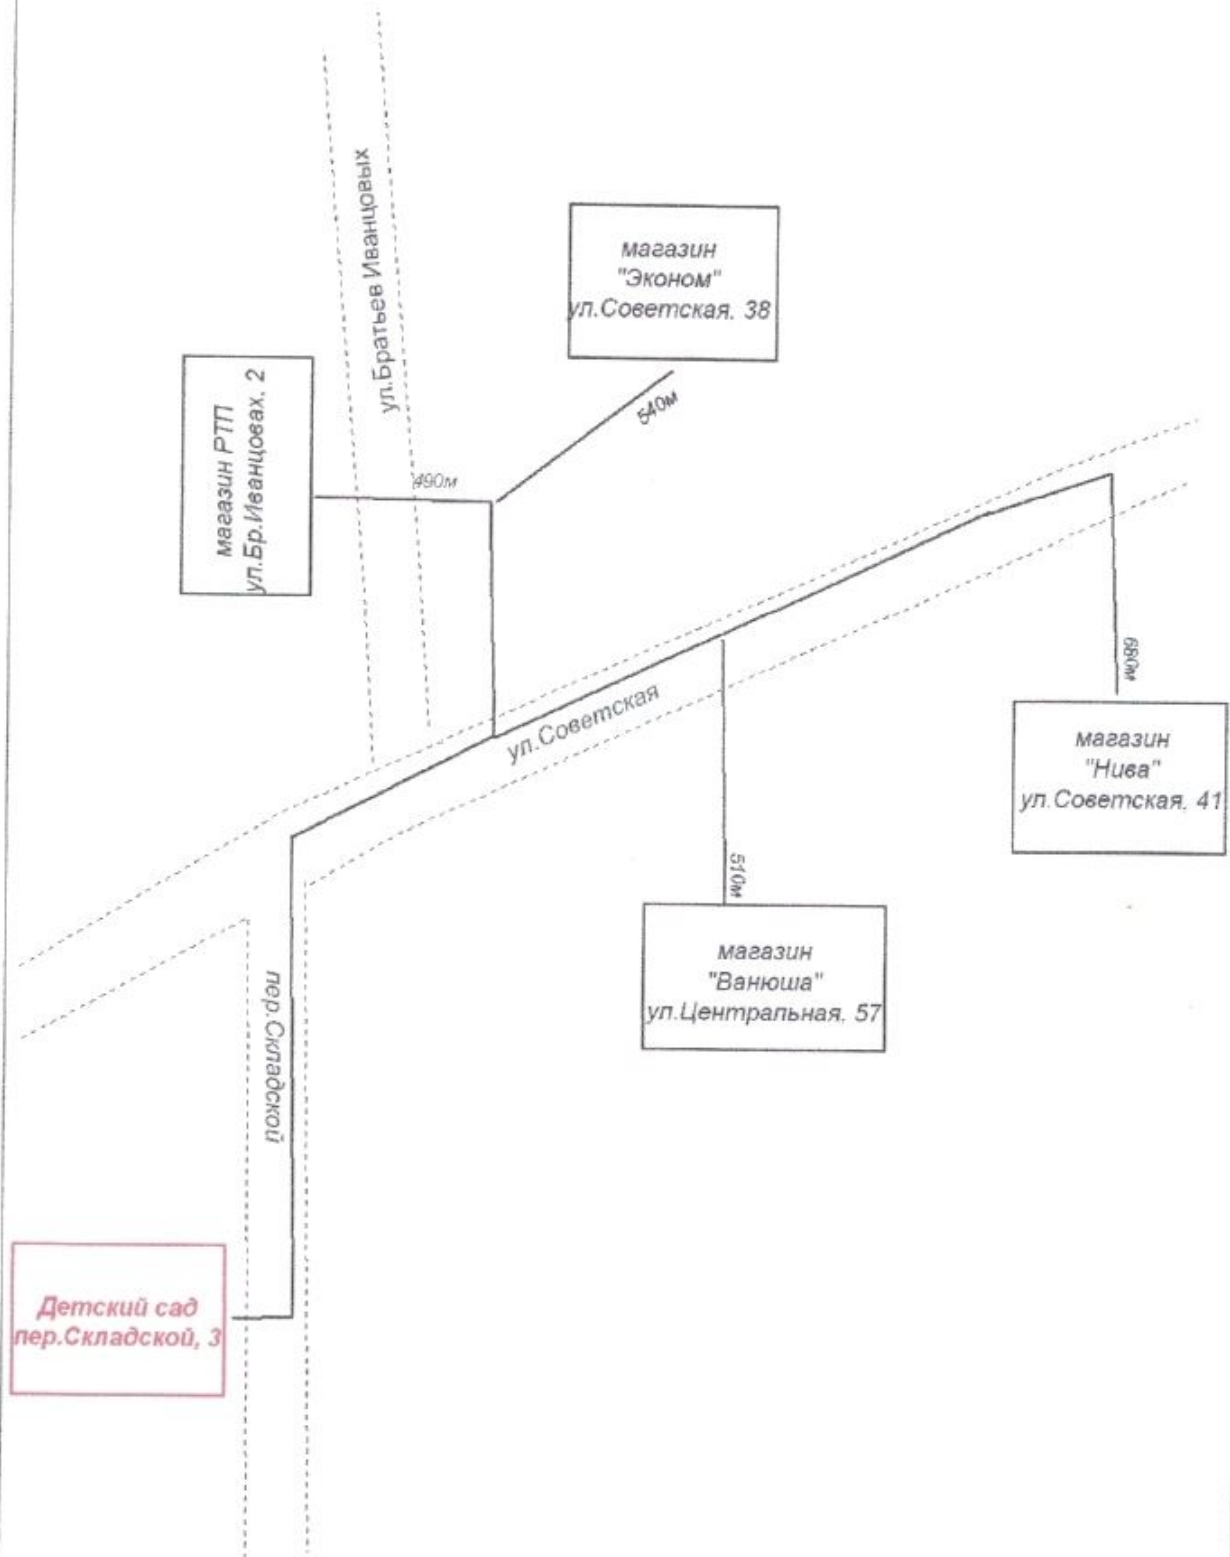 ул.Братьев Иванцовых
магазин
"Эконом"
ул.Советская. 38
540м
магазин РТП
ул.Бр.Иванцовах. 2
490м
ул.Советская
680м
магазин
"Нива"
ул.Советская. 41
510м
магазин
"Ванюша"
ул.Центральная. 57
пер.Складской
Детский сад
пер.Складской, 3